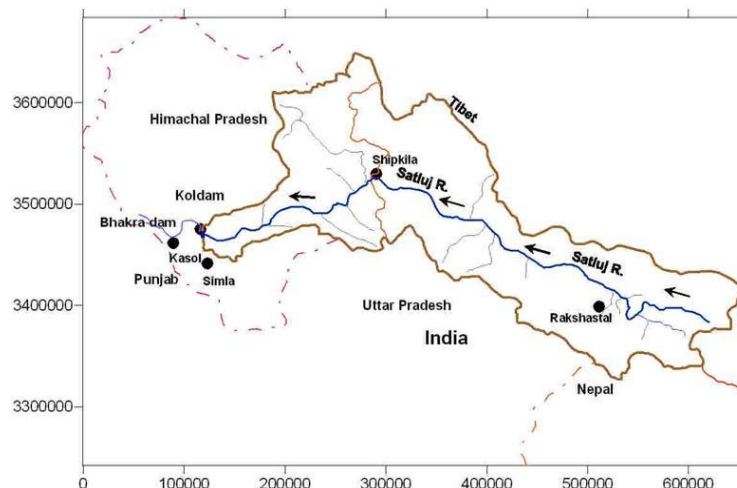 3600000
Tibet
Himachal Pradesh
Shipkila
Satluj R.
3500000
Koldam
Bhakra dam
Kasol
Satluj R.
Punjab
Simla
3400000
Uttar Pradesh
Rakshastal
India
Nepal
3300000
0 100000 200000 300000 400000 500000 600000